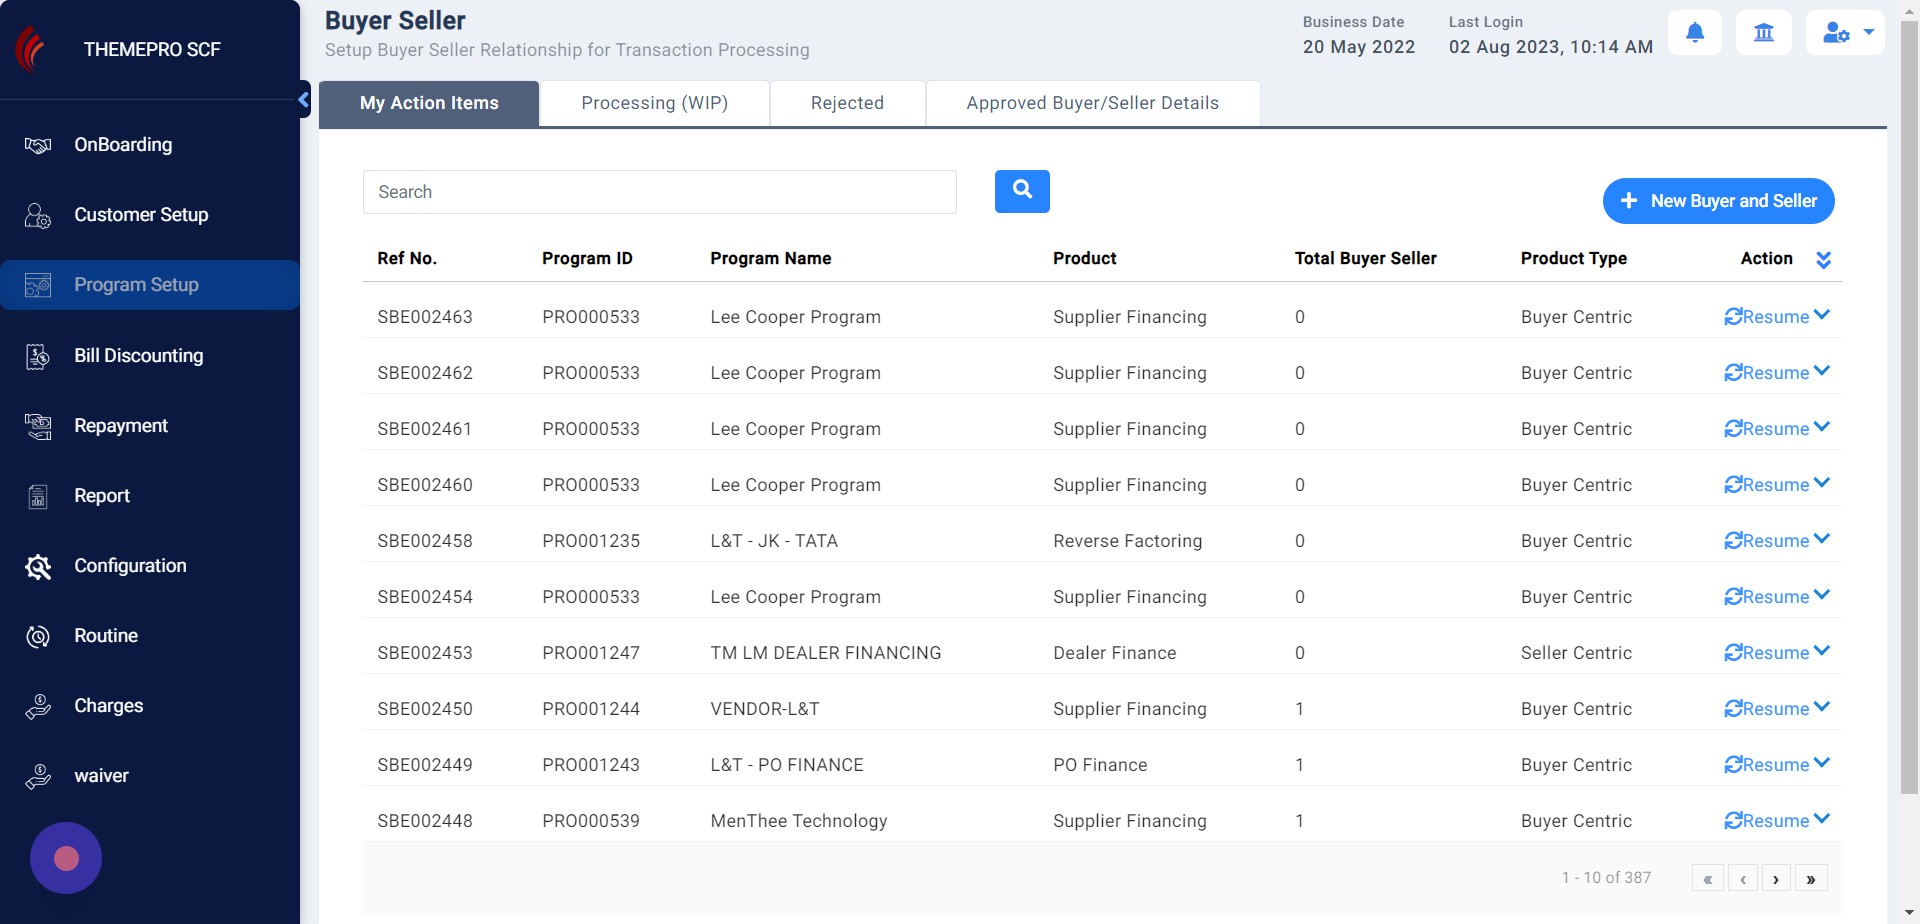 THEMEPRO SCF
OnBoarding
Customer Setup
Program Setup
Bill Discounting
Repayment
Report
Configuration
Routine
Charges
waiver
Buyer Seller
Setup Buyer Seller Relationship for Transaction Processing
Business Date
20 May 2022
Last Login
02 Aug 2023, 10:14 AM
My Action Items
Processing (WIP)
Rejected
Approved Buyer/Seller Details
Search
New Buyer and Seller
Ref No. Program ID Program Name Product Total Buyer Seller Product Type Action
SBE002463 PRO000533 Lee Cooper Program Supplier Financing 0 Buyer Centric Resume
SBE002462 PRO000533 Lee Cooper Program Supplier Financing 0 Buyer Centric Resume
SBE002461 PRO000533 Lee Cooper Program Supplier Financing 0 Buyer Centric Resume
SBE002460 PRO000533 Lee Cooper Program Supplier Financing 0 Buyer Centric Resume
SBE002458 PRO001235 L&T - JK - TATA Reverse Factoring 0 Buyer Centric Resume
SBE002454 PRO000533 Lee Cooper Program Supplier Financing 0 Buyer Centric Resume
SBE002453 PRO001247 TM LM DEALER FINANCING Dealer Finance 0 Seller Centric Resume
SBE002450 PRO001244 VENDOR-L&T Supplier Financing 1 Buyer Centric Resume
SBE002449 PRO001243 L&T - PO FINANCE PO Finance 1 Buyer Centric Resume
SBE002448 PRO000539 MenThee Technology Supplier Financing 1 Buyer Centric Resume
1 - 10 of 387 « ‹ › »